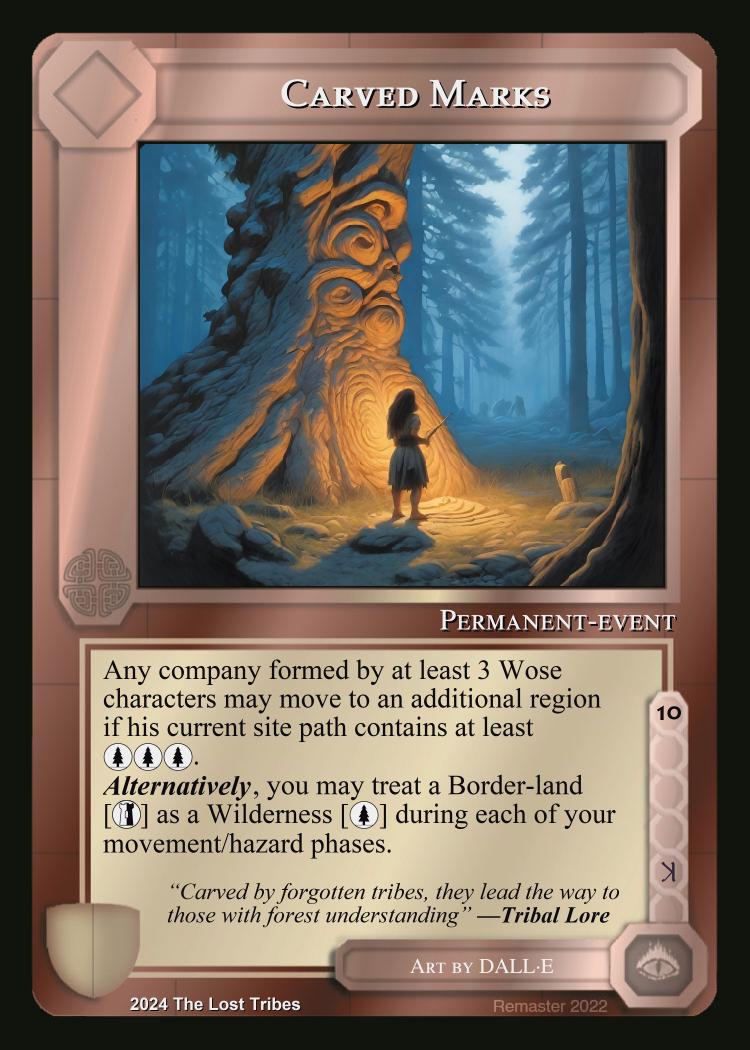 Carved Marks
Permanent-event
Any company formed by at least 3 Wose
characters may move to an additional region
if his current site path contains at least
.
Alternatively, you may treat a Border-land
[ ] as a Wilderness [ ] during each of your
movement/hazard phases.
10
“Carved by forgotten tribes, they lead the way to
those with forest understanding” —Tribal Lore
Art by DALL·E
2024 The Lost Tribes
Remaster 2022